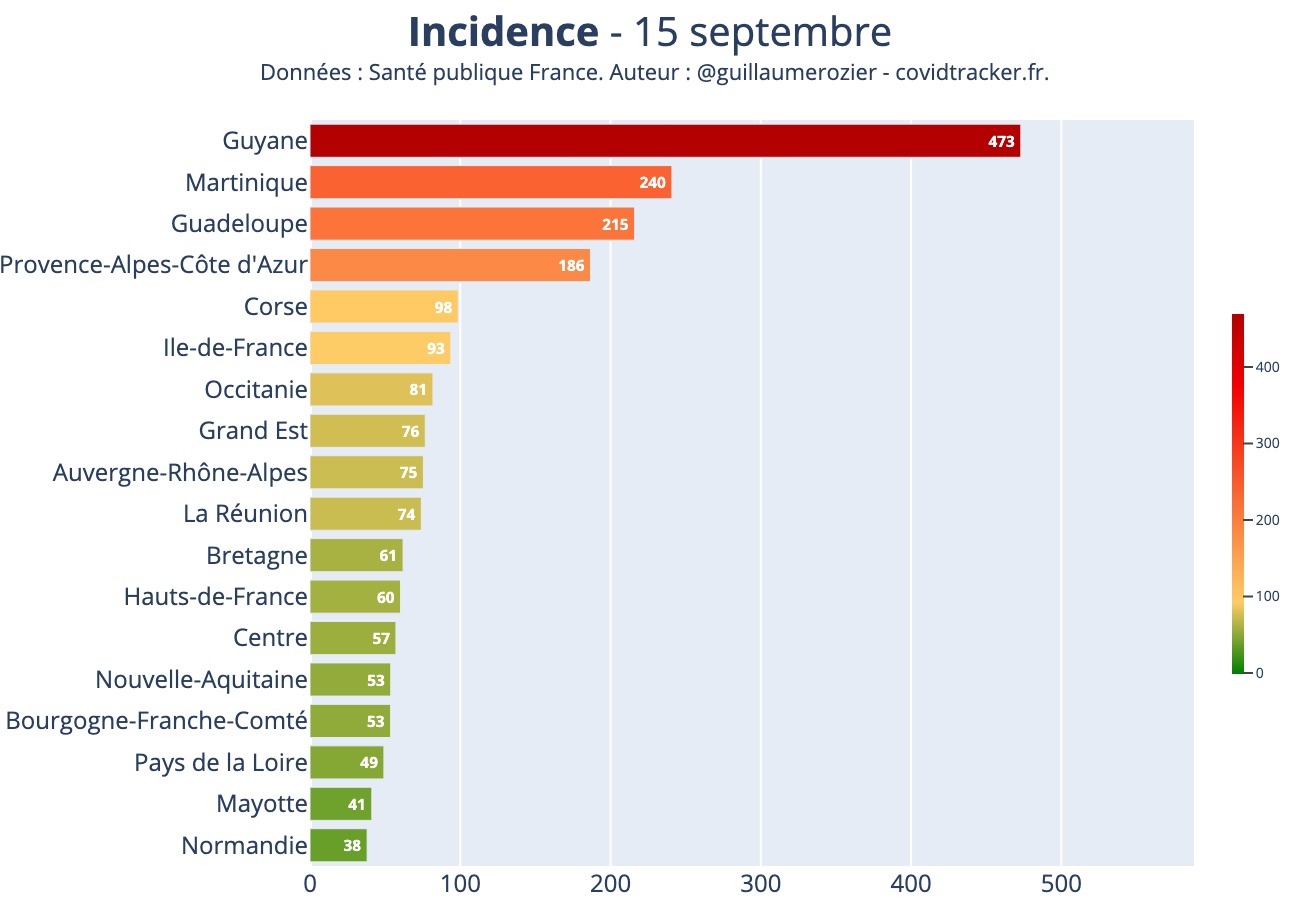 Incidence - 15 septembre
Données : Santé publique France. Auteur : @guillaumerozier - covidtracker.fr.
Guyane 473
Martinique 240
Guadeloupe 215
Provence-Alpes-Côte d'Azur 186
Corse 98
Ile-de-France 93
Occitanie 81
Grand Est 76
Auvergne-Rhône-Alpes 75
La Réunion 74
Bretagne 61
Hauts-de-France 60
Centre 57
Nouvelle-Aquitaine 53
Bourgogne-Franche-Comté 53
Pays de la Loire 49
Mayotte 41
Normandie 38
0 100 200 300 400 500
400
300
200
100
0